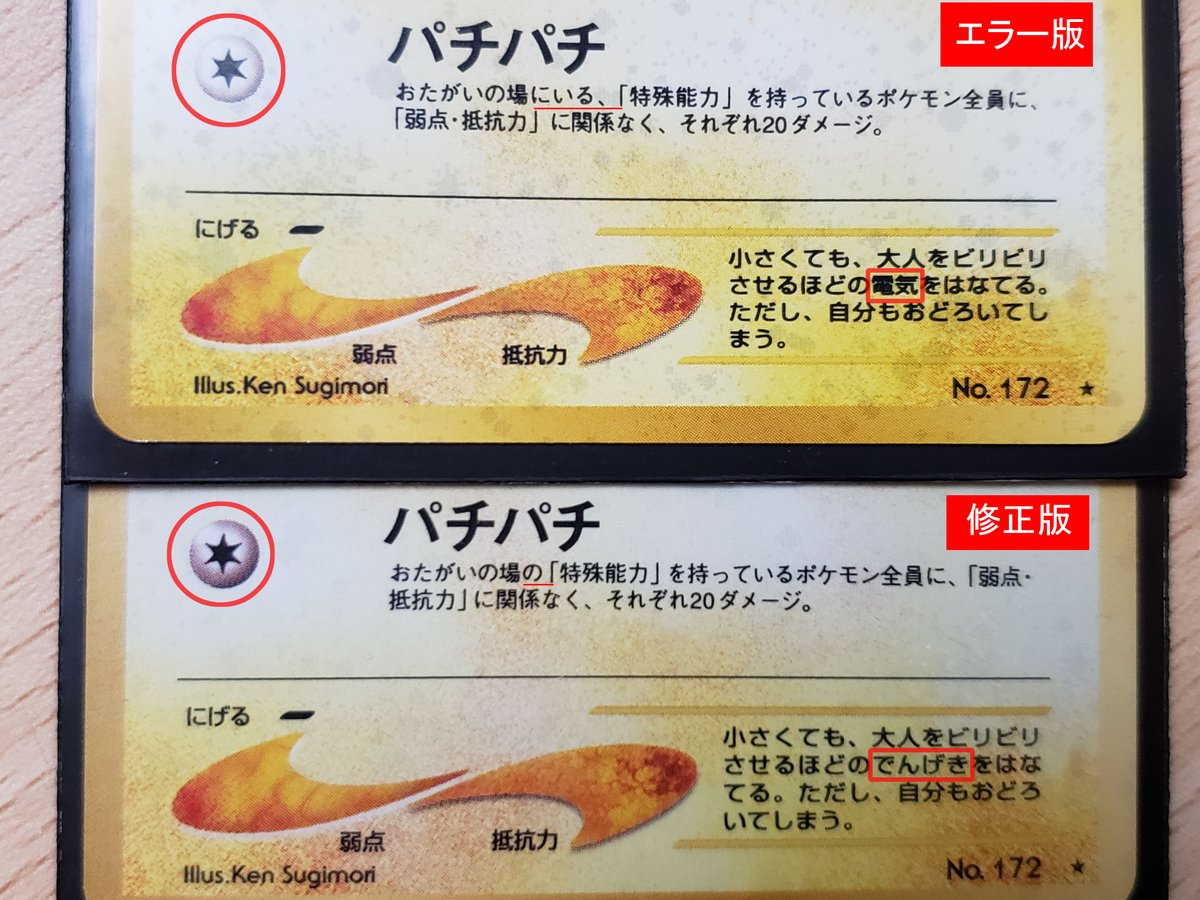 エラー版
パチパチ
おたがいの場にいる、「特殊能力」を持っているポケモン全員に、
「弱点・抵抗力」に関係なく、それぞれ20ダメージ。
にげる
小さくても、大人をビリビリ
させるほどの電気をはなてる。
ただし、自分もおどろいてし
まう。
弱点
抵抗力
Illus.Ken Sugimori
No. 172 ★
修正版
パチパチ
おたがいの場の「特殊能力」を持っているポケモン全員に、「弱点・
抵抗力」に関係なく、それぞれ20ダメージ。
にげる
小さくても、大人をビリビリ
させるほどのでんげきをはな
てる。ただし、自分もおどろ
いてしまう。
弱点
抵抗力
Illus.Ken Sugimori
No. 172 ★